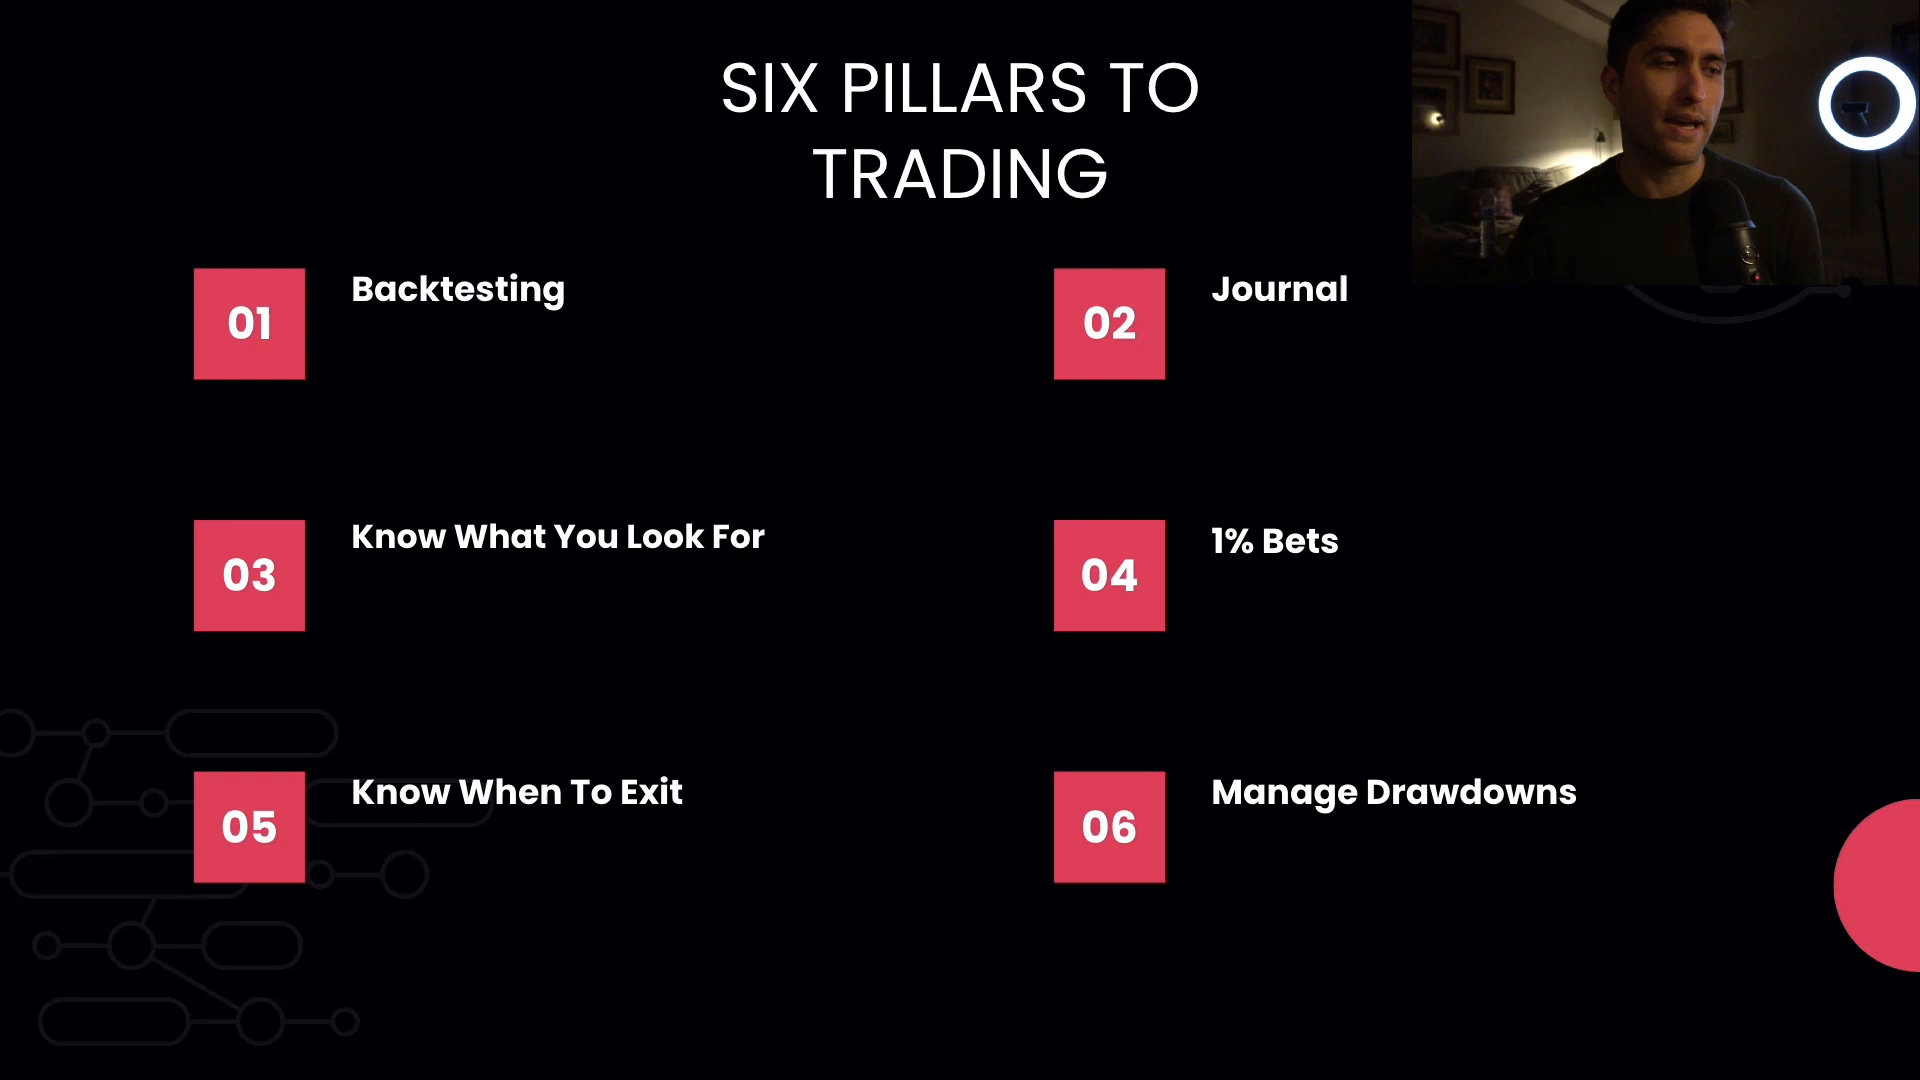 SIX PILLARS TO
TRADING
01
Backtesting
02
Journal
03
Know What You Look For
04
1% Bets
05
Know When To Exit
06
Manage Drawdowns